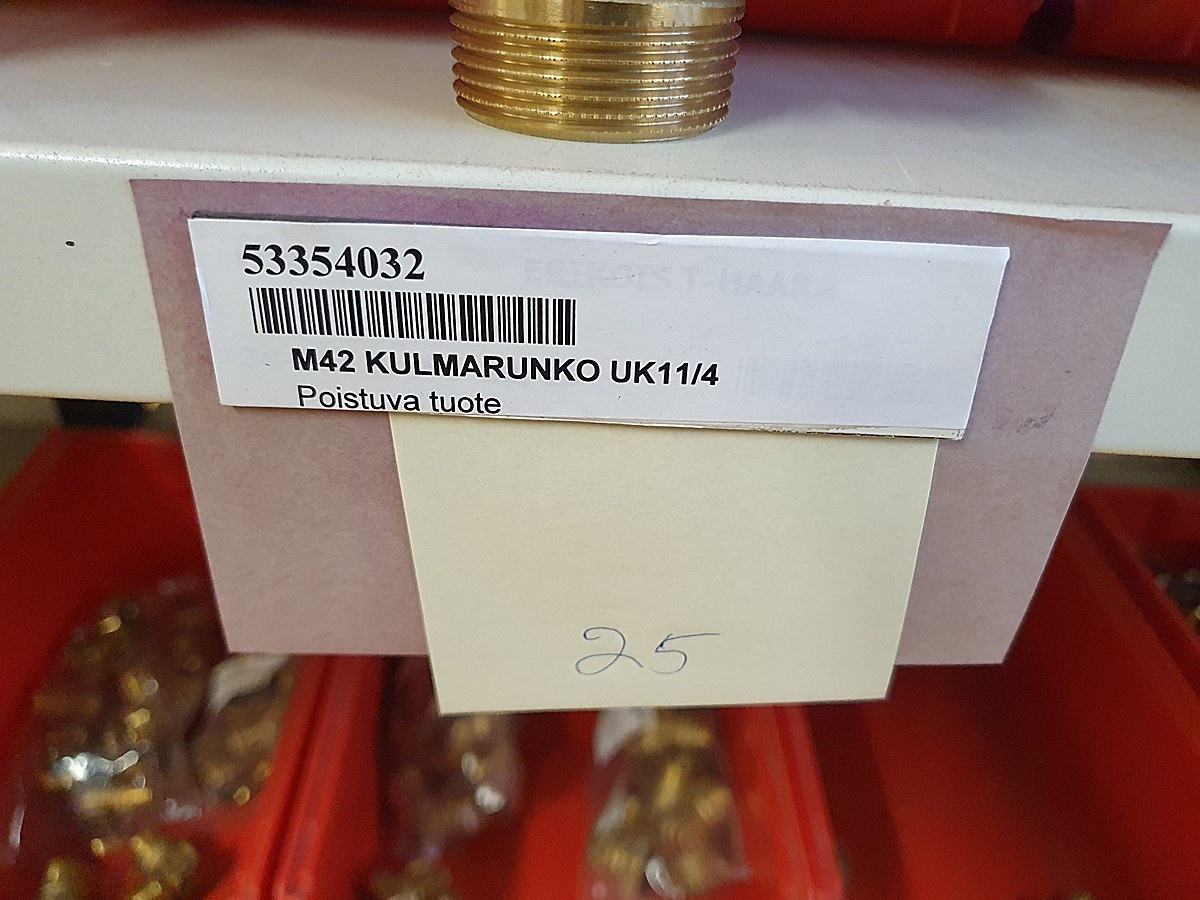 53354032
M42 KULMARUNKO UK11/4
Poistuva tuote
25